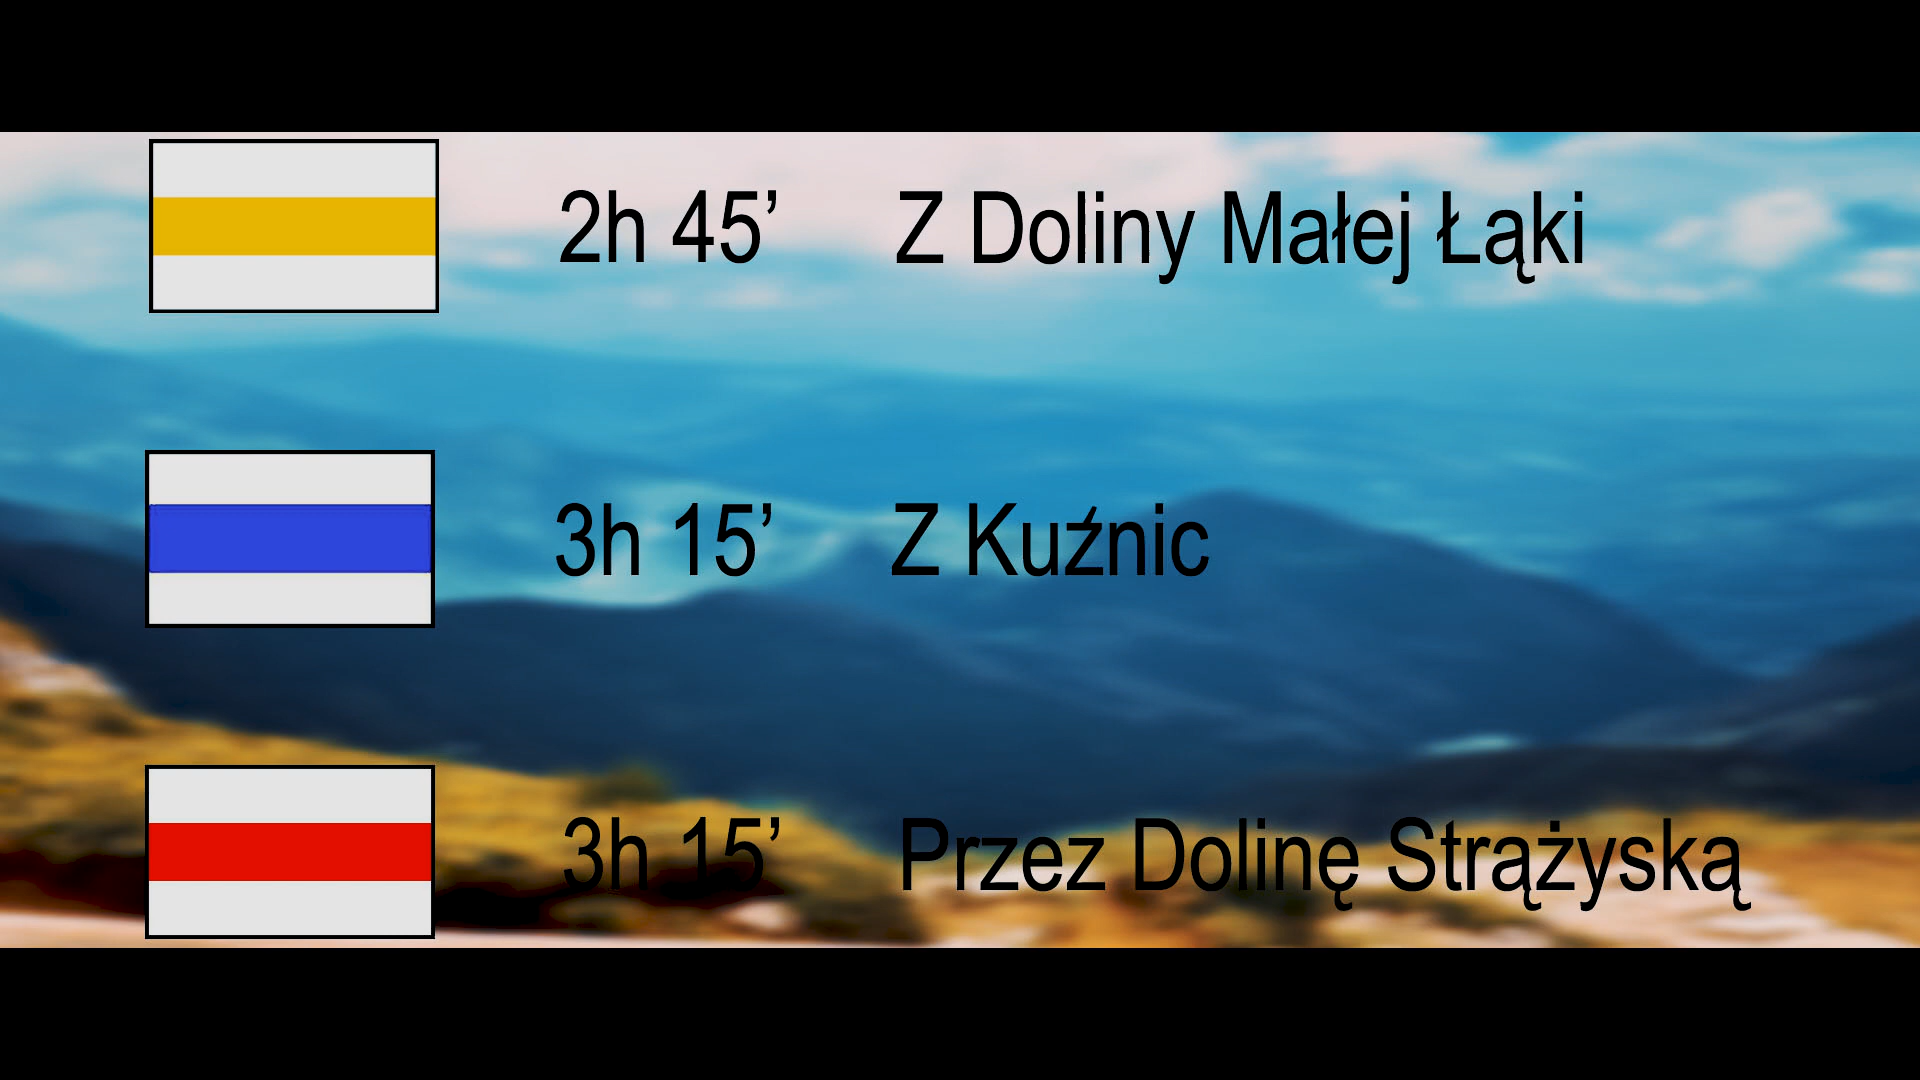 2h 45’ Z Doliny Małej Łąki
3h 15’ Z Kuźnic
3h 15’ Przez Dolinę Strążyską